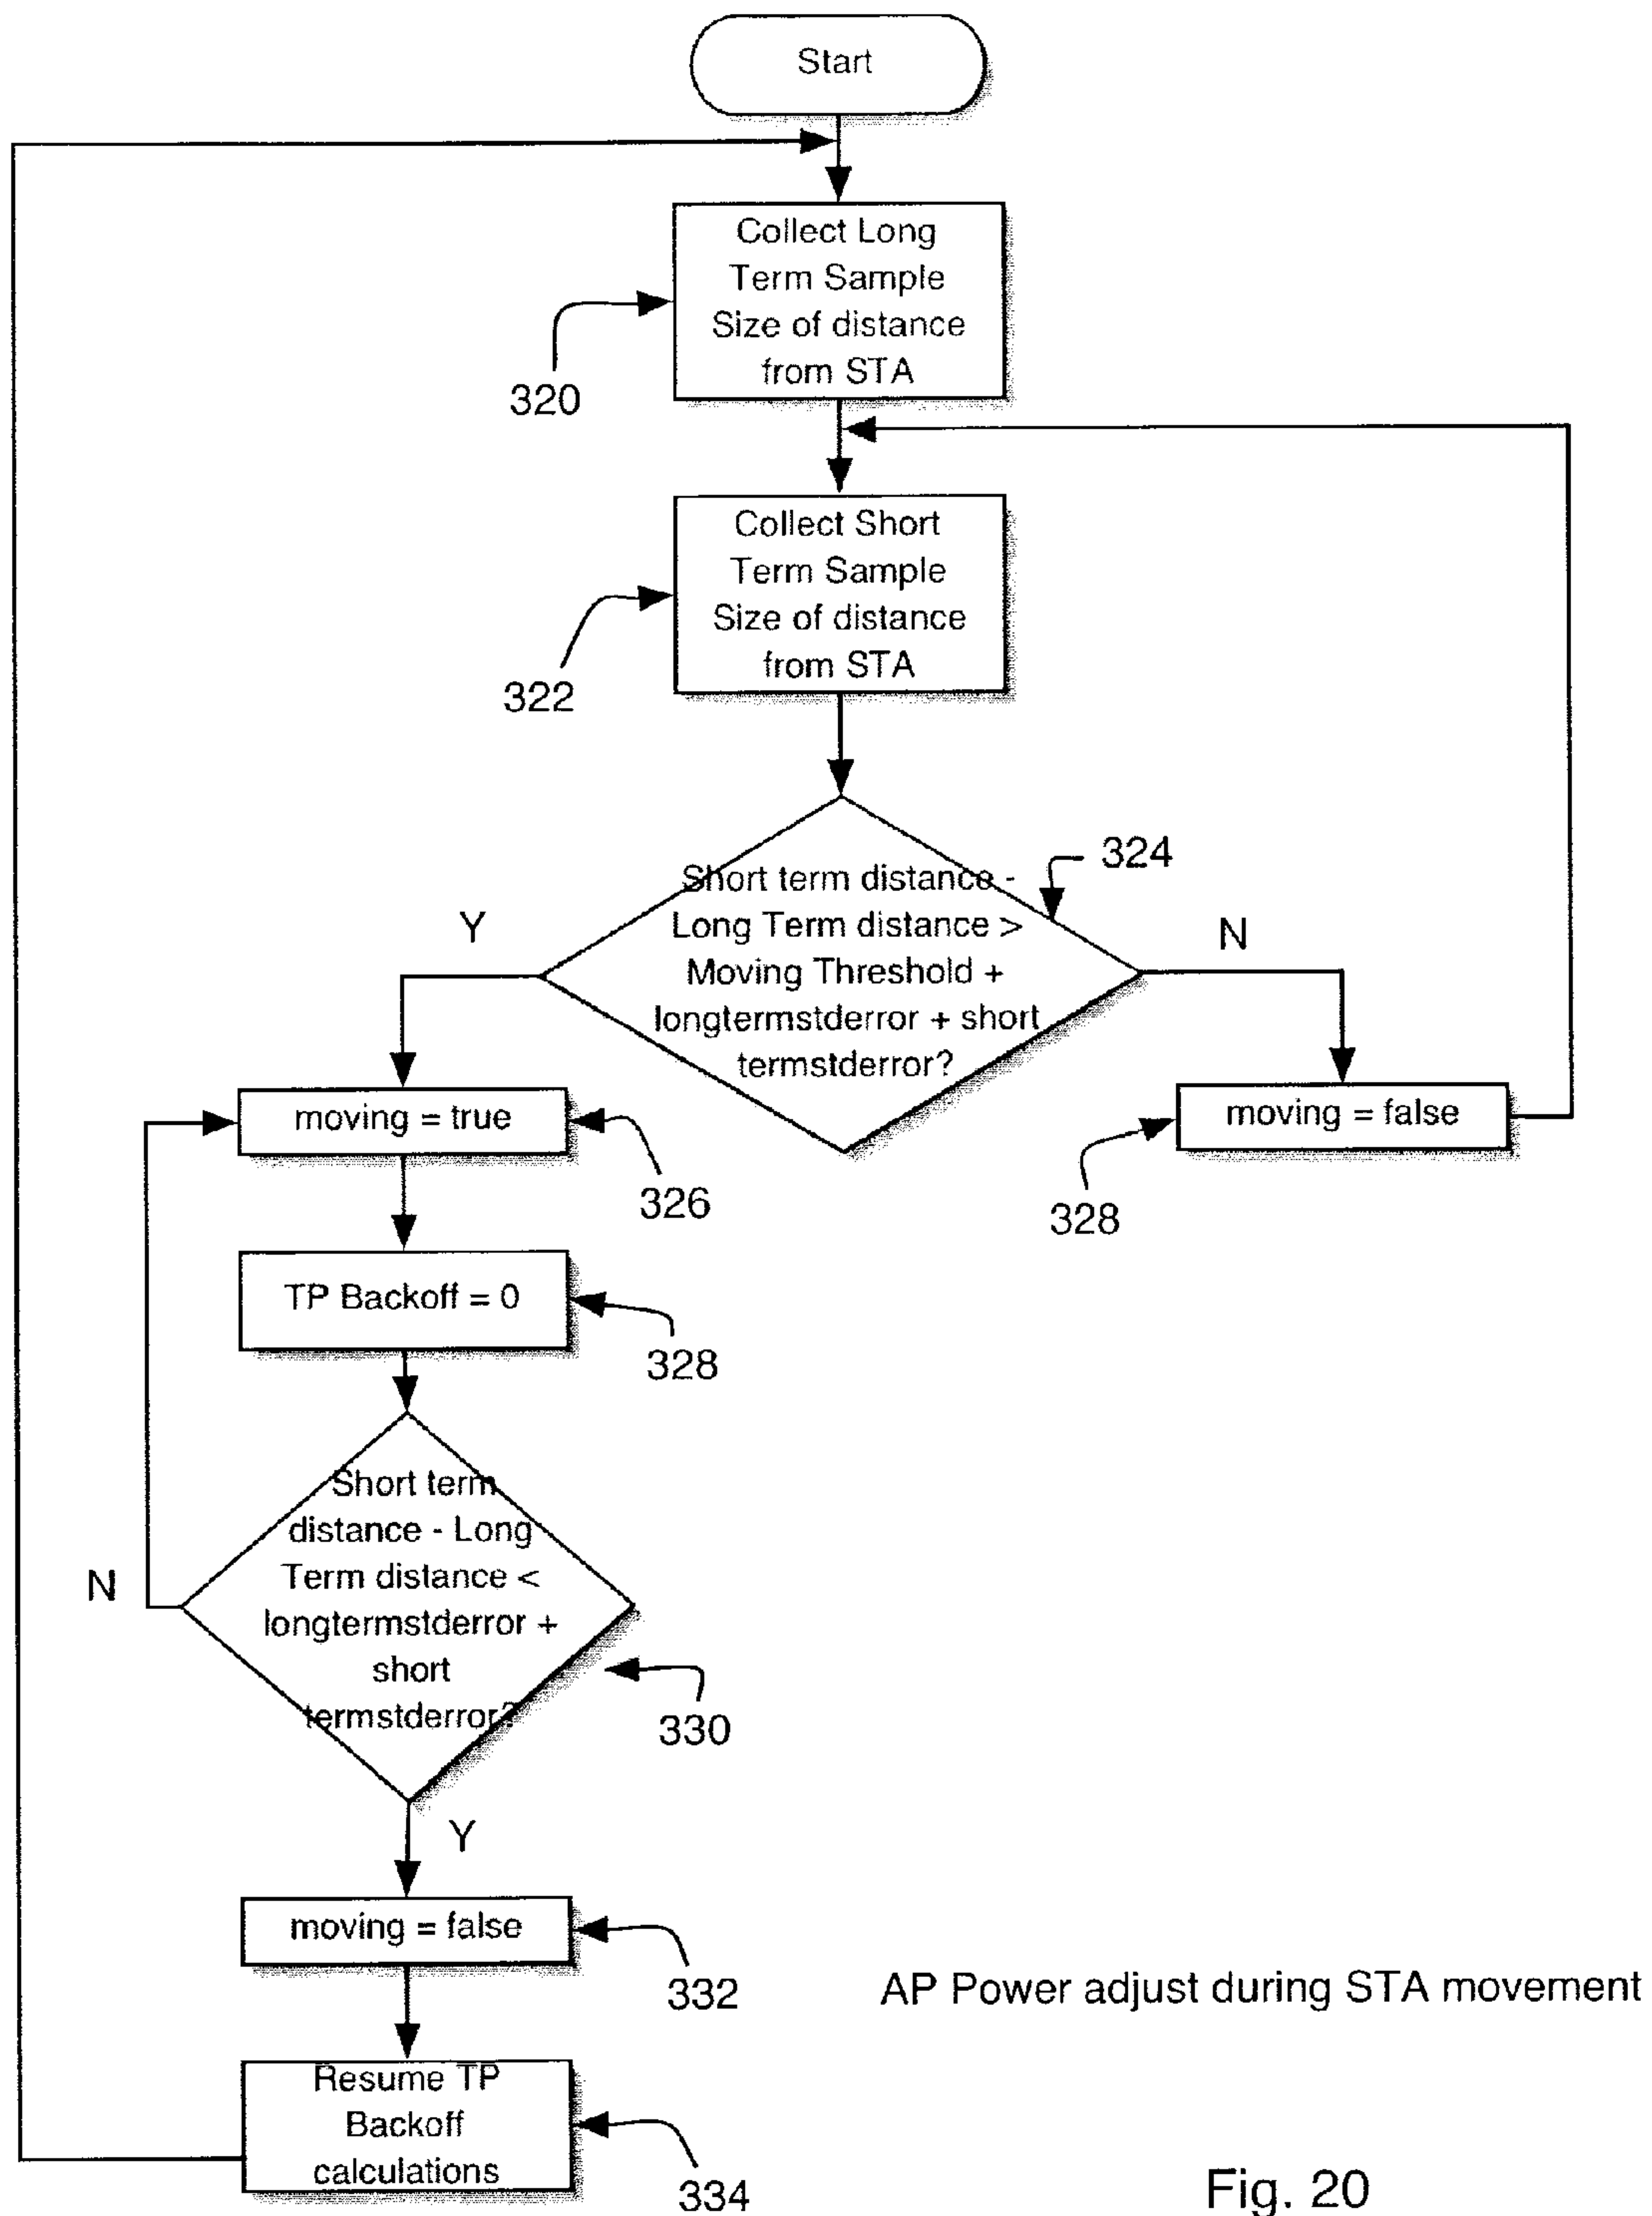 Start
Collect Long
Term Sample
Size of distance
from STA
320
Collect Short
Term Sample
Size of distance
from STA
322
324
Short term distance -
Long Term distance >
Moving Threshold +
longtermstderror + short
termstderror?
Y
N
moving = true
326
moving = false
328
TP Backoff = 0
328
Short term
distance - Long
Term distance <
longtermstderror +
short
termstderror?
N
330
Y
moving = false
332
AP Power adjust during STA movement
Resume TP
Backoff
calculations
334
Fig. 20